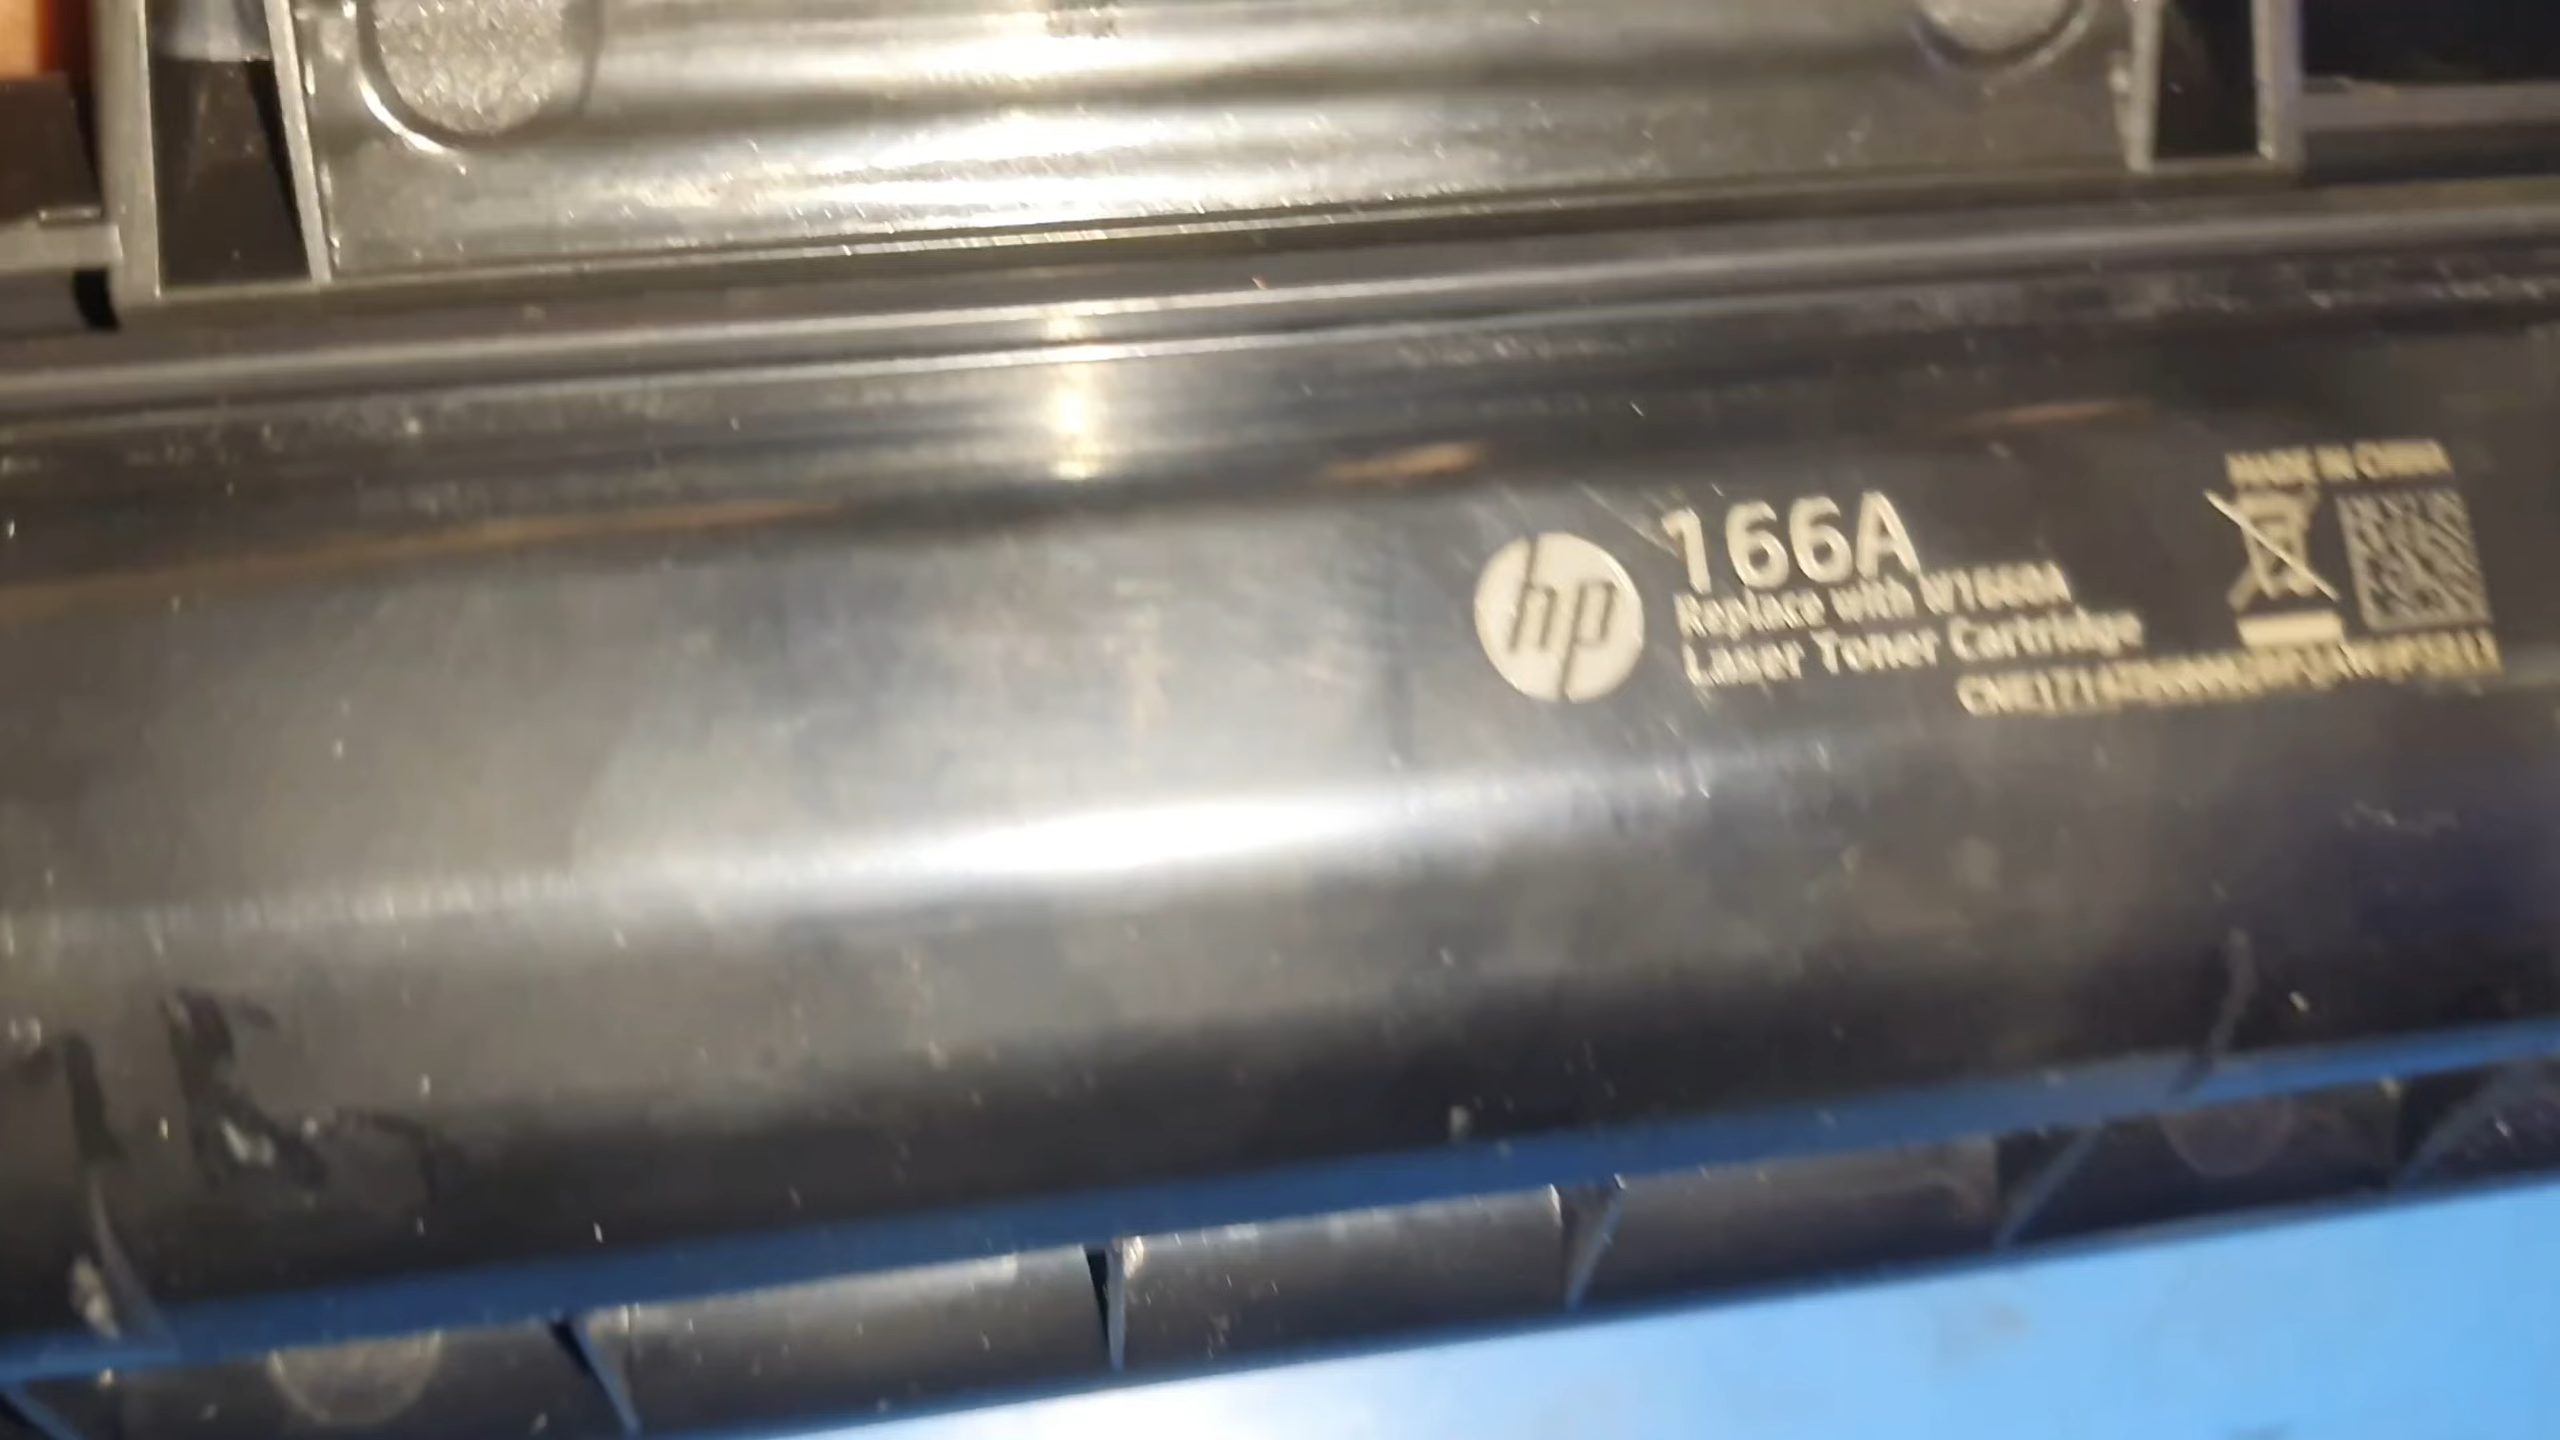 MADE IN CHINA
hp
166A
Replace with W1660A
Laser Toner Cartridge